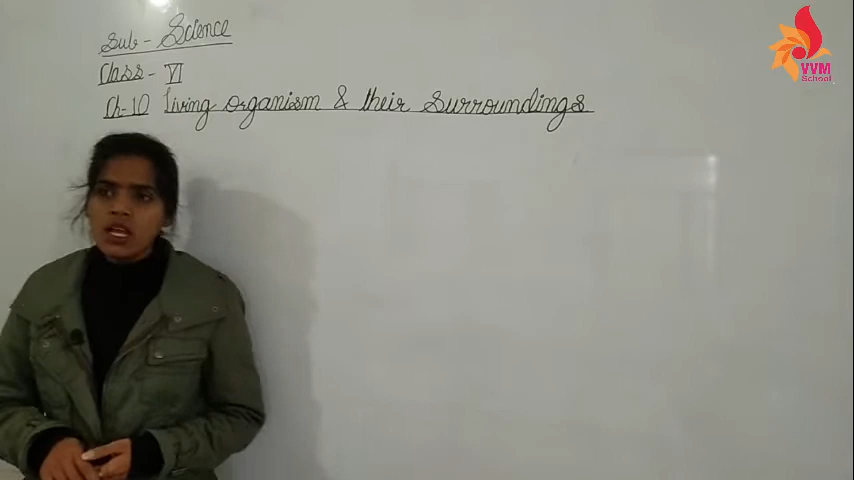 Sub - Science
Class - VI
Ch-10 Living organism & their Surroundings
VVM
School